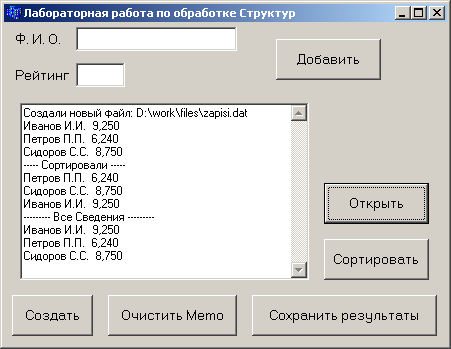 Лабораторная работа по обработке Структур
Ф. И. О.
Добавить
Рейтинг
Создали новый файл: D:\work\files\zapisi.dat
Иванов И.И. 9,250
Петров П.П. 6,240
Сидоров С.С. 8,750
----- Сортировали -----
Петров П.П. 6,240
Сидоров С.С. 8,750
Иванов И.И. 9,250
--------- Все Сведения ---------
Иванов И.И. 9,250
Петров П.П. 6,240
Сидоров С.С. 8,750
Открыть
Сортировать
Создать
Очистить Memo
Сохранить результаты